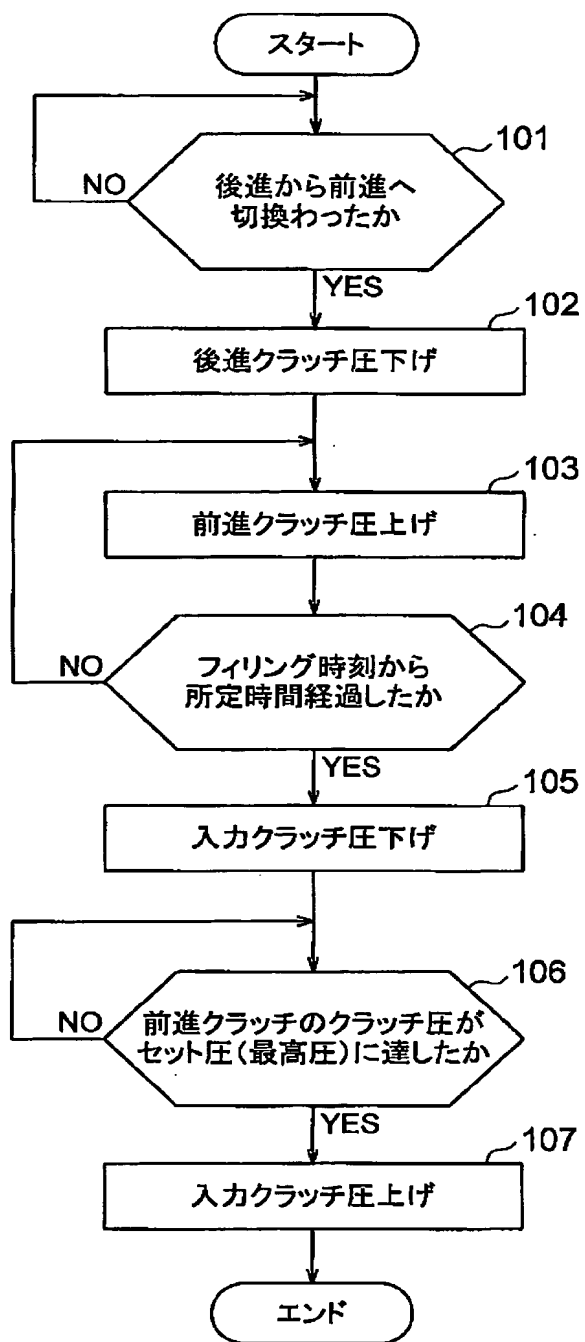 スタート
101
後進から前進へ
切換わったか
NO
YES
102
後進クラッチ圧下げ
103
前進クラッチ圧上げ
104
フィリング時刻から
所定時間経過したか
NO
YES
105
入力クラッチ圧下げ
106
前進クラッチのクラッチ圧が
セット圧(最高圧)に達したか
NO
YES
107
入力クラッチ圧上げ
エンド